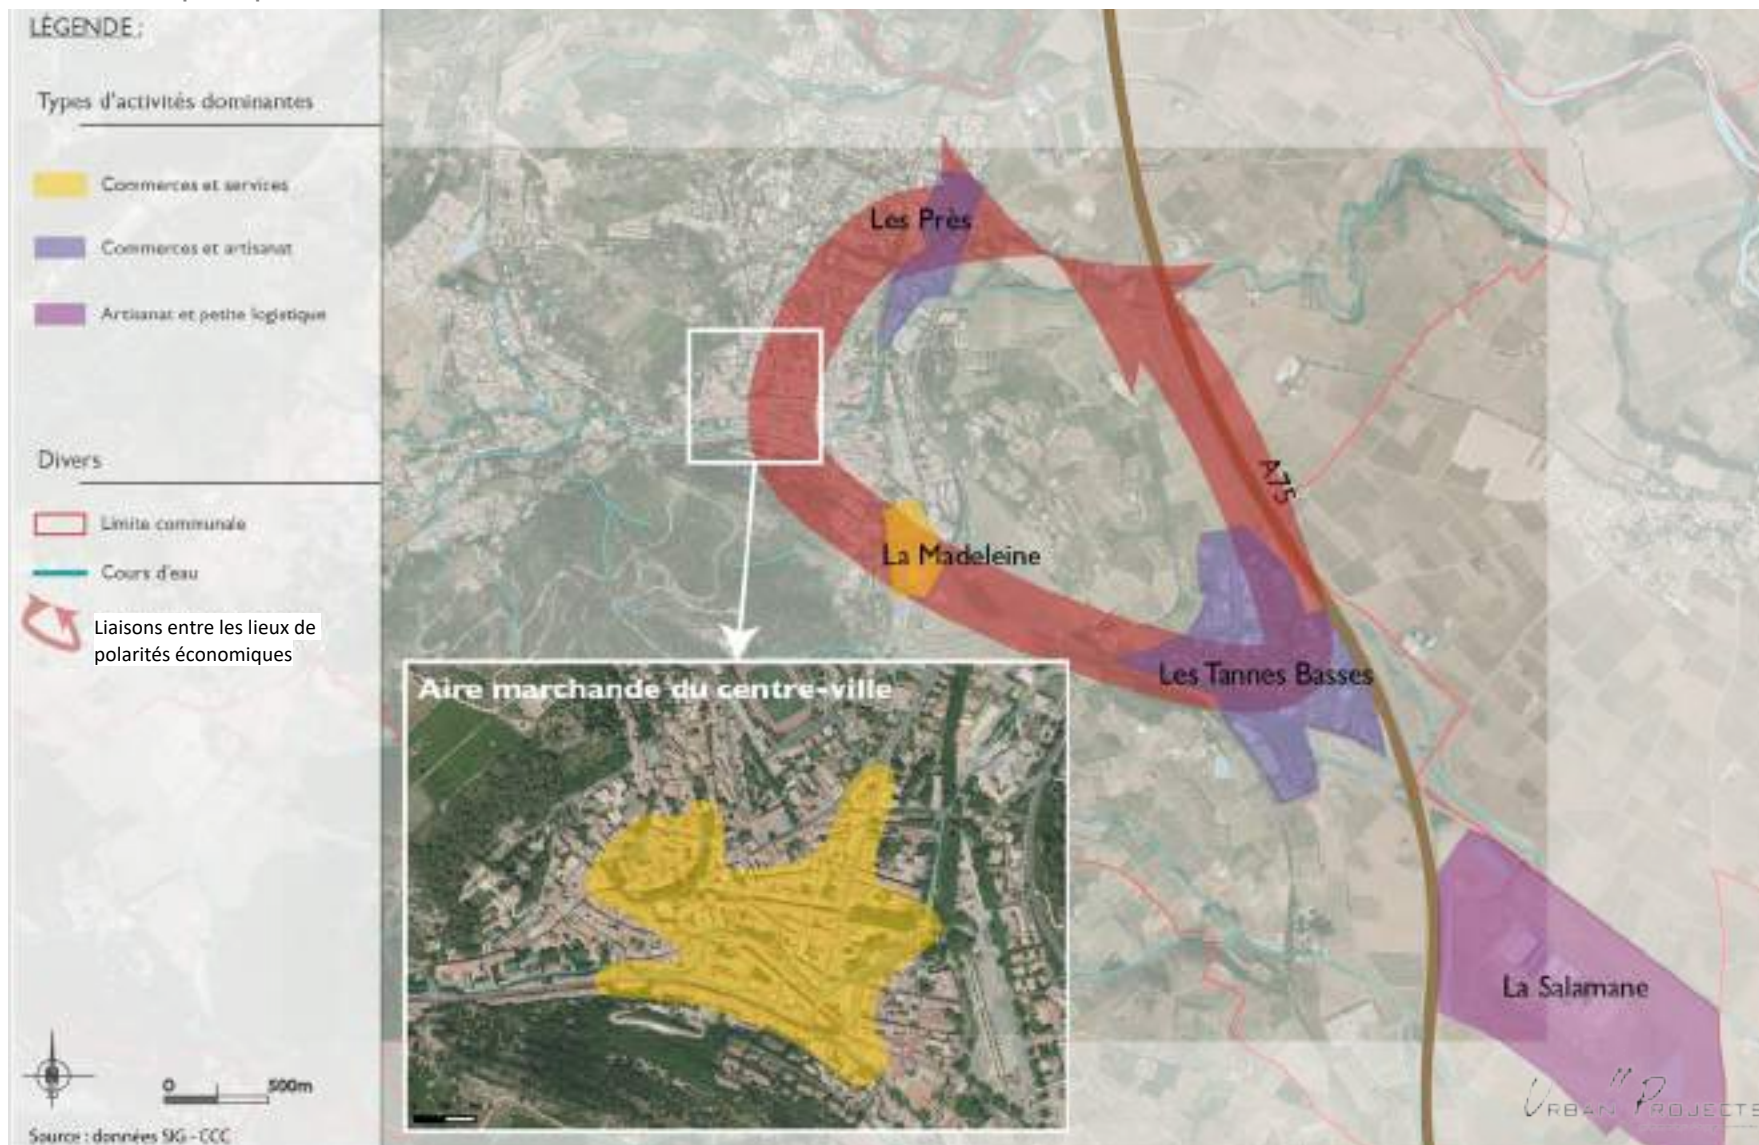 LÉGENDE :
Types d'activités dominantes
Commerces et services
Commerces et artisanat
Artisanat et petite logistique
Divers
Limite communale
Cours d'eau
Liaisons entre les lieux de
polarités économiques
0 500m
Source : données SIG - CCC
Les Près
A75
La Madeleine
Les Tannes Basses
Aire marchande du centre-ville
La Salamane
URBAN PROJECTS